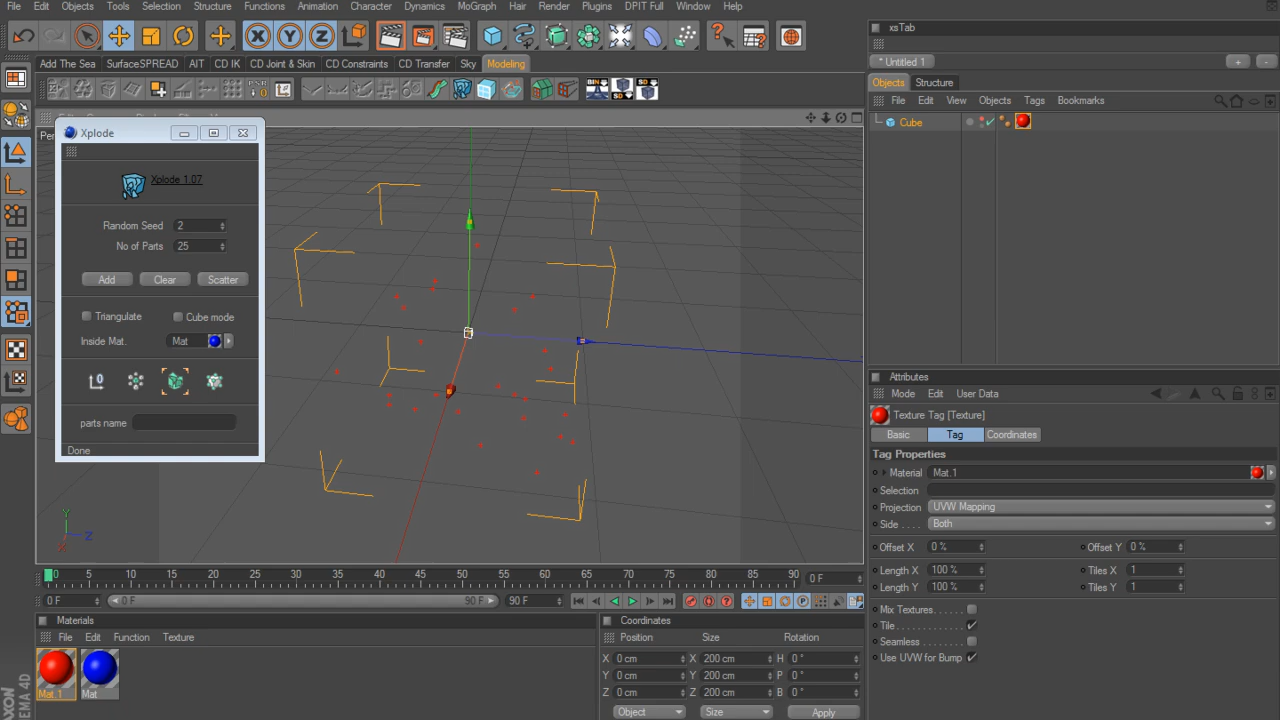 File Edit Objects Tools Selection Structure Functions Animation Character Dynamics MoGraph Hair Render Plugins DPIT Full Window Help
Add The Sea SurfaceSPREAD AIT CD IK CD Joint & Skin CD Constraints CD Transfer Sky Modeling
Xplode
Xplode 1.07
Random Seed 2
No of Parts 25
Add Clear Scatter
Triangulate Cube mode
Inside Mat. Mat
parts name
Done
Y
Z
X
0 5 10 15 20 25 30 35 40 45 50 55 60 65 70 75 80 85 90 0 F
0 F 0 F 90 F 90 F
Materials
File Edit Function Texture
Mat.1 Mat
Coordinates
Position Size Rotation
X 0 cm X 200 cm H 0 °
Y 0 cm Y 200 cm P 0 °
Z 0 cm Z 200 cm B 0 °
Object Size Apply
xsTab
* Untitled 1
Objects Structure
File Edit View Objects Tags Bookmarks
Cube
Attributes
Mode Edit User Data
Texture Tag [Texture]
Basic Tag Coordinates
Tag Properties
Material Mat.1
Selection
Projection UVW Mapping
Side Both
Offset X 0 % Offset Y 0 %
Length X 100 % Tiles X 1
Length Y 100 % Tiles Y 1
Mix Textures
Tile
Seamless
Use UVW for Bump